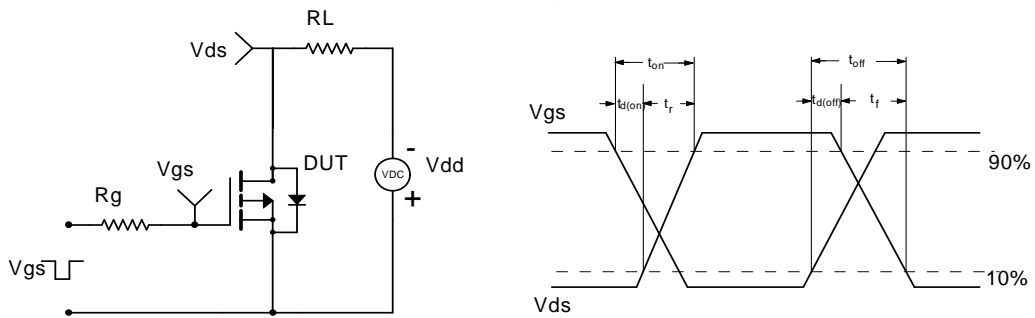 RL
Vds
Vgs
DUT
Rg
VDC
-
+
Vdd
Vgs
ton
toff
td(on)
tr
td(off)
tf
Vgs
90%
10%
Vds